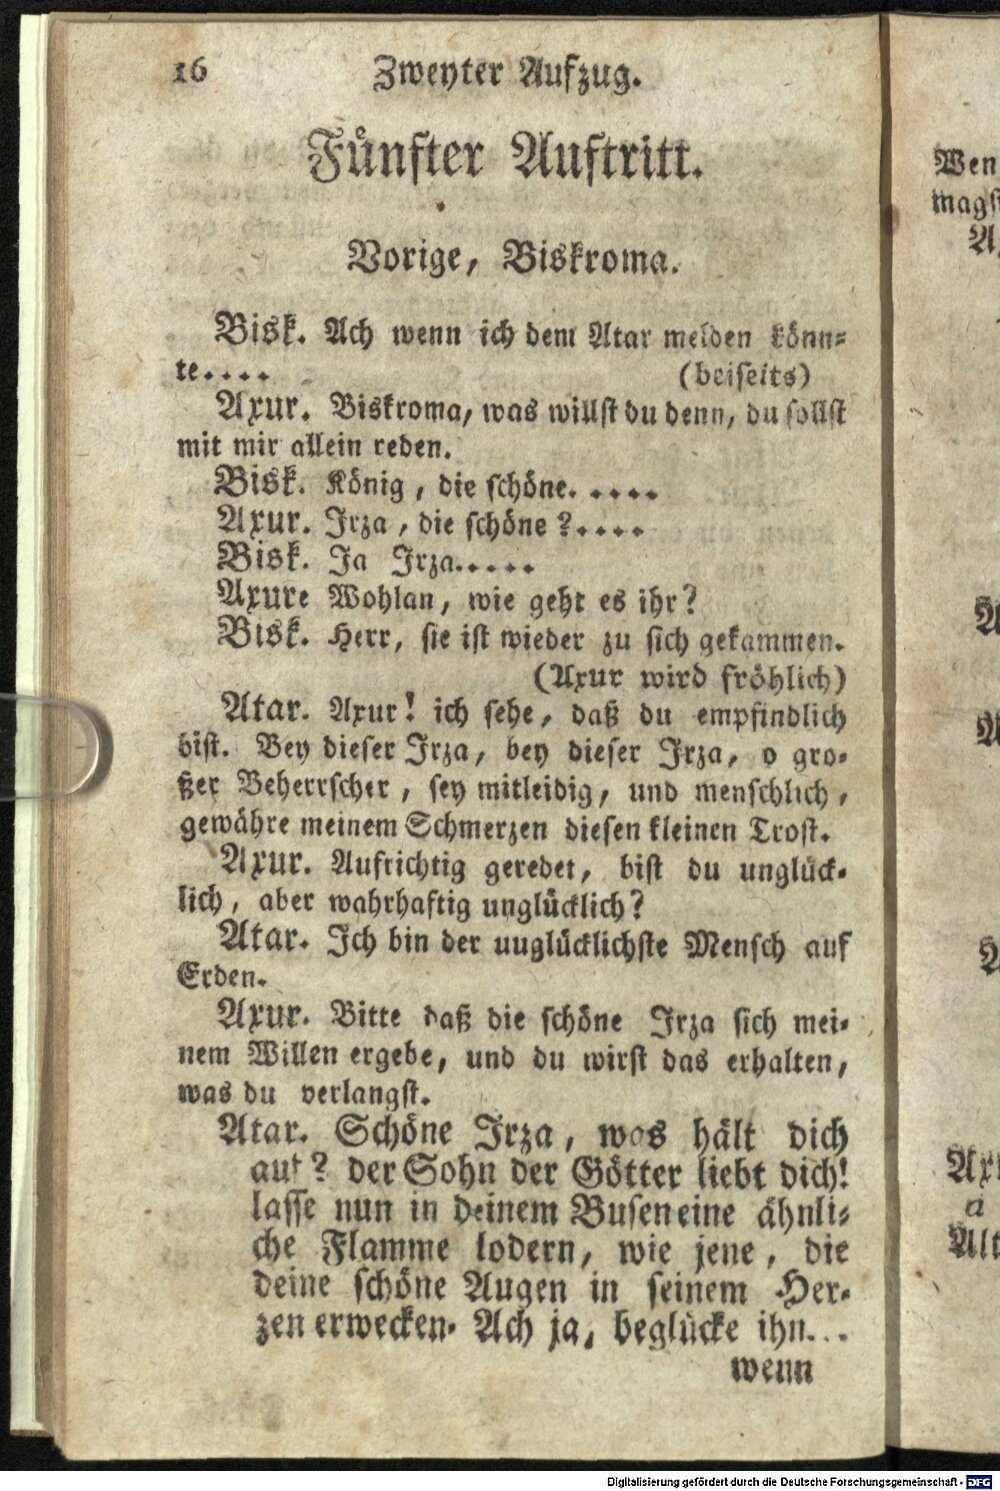 16 Zweyter Aufzug.
Fünfter Auftritt.
Vorige, Biskroma.
Bisk. Ach wenn ich dem Atar melden könn-
te....                (beiseits)
Axur. Biskroma, was willst du denn, du sollst
mit mir allein reden.
Bisk. König, die schöne.....
Axur. Irza, die schöne?....
Bisk. Ja Irza.....
Axure Wohlan, wie geht es ihr?
Bisk. Herr, sie ist wieder zu sich gekammen.
(Axur wird fröhlich)
Atar. Axur! ich sehe, daß du empfindlich
bist. Bey dieser Irza, bey dieser Irza, o gro-
ßer Beherrscher, sey mitleidig, und menschlich,
gewähre meinem Schmerzen diesen kleinen Trost.
Axur. Aufrichtig geredet, bist du unglück-
lich, aber wahrhaftig unglücklich?
Atar. Ich bin der uuglücklichste Mensch auf
Erden.
Axur. Bitte daß die schöne Irza sich mei-
nem Willen ergebe, und du wirst das erhalten,
was du verlangst.
Atar. Schöne Irza, was hält dich
auf? der Sohn der Götter liebt dich!
lasse nun in deinem Busen eine ähnli-
che Flamme lodern, wie jene, die
deine schöne Augen in seinem Her-
zen erwecken. Ach ja, beglücke ihn...
wenn
Wen
magst
Digitalisierung gefördert durch die Deutsche Forschungsgemeinschaft - DFG